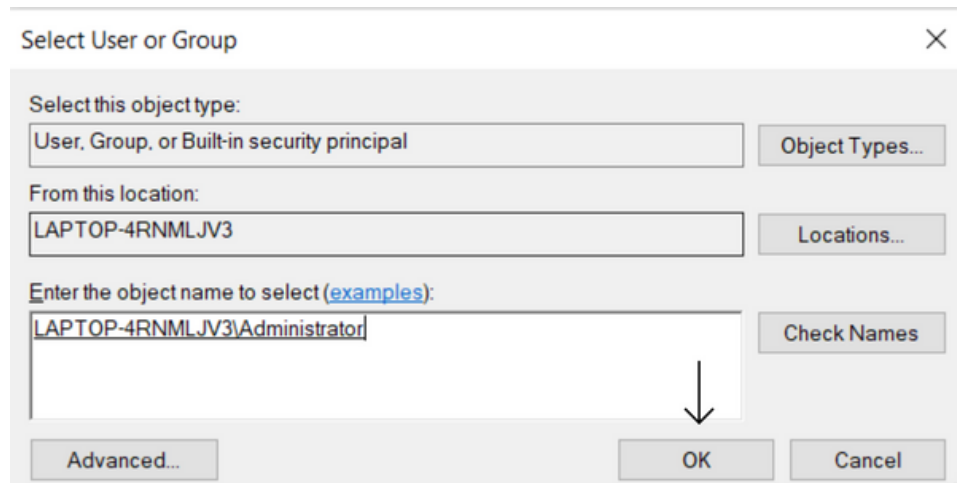 Select User or Group
Select this object type:
User, Group, or Built-in security principal
Object Types...
From this location:
LAPTOP-4RNMLJV3
Locations...
Enter the object name to select (examples):
LAPTOP-4RNMLJV3\Administrator
Check Names
Advanced...
OK
Cancel